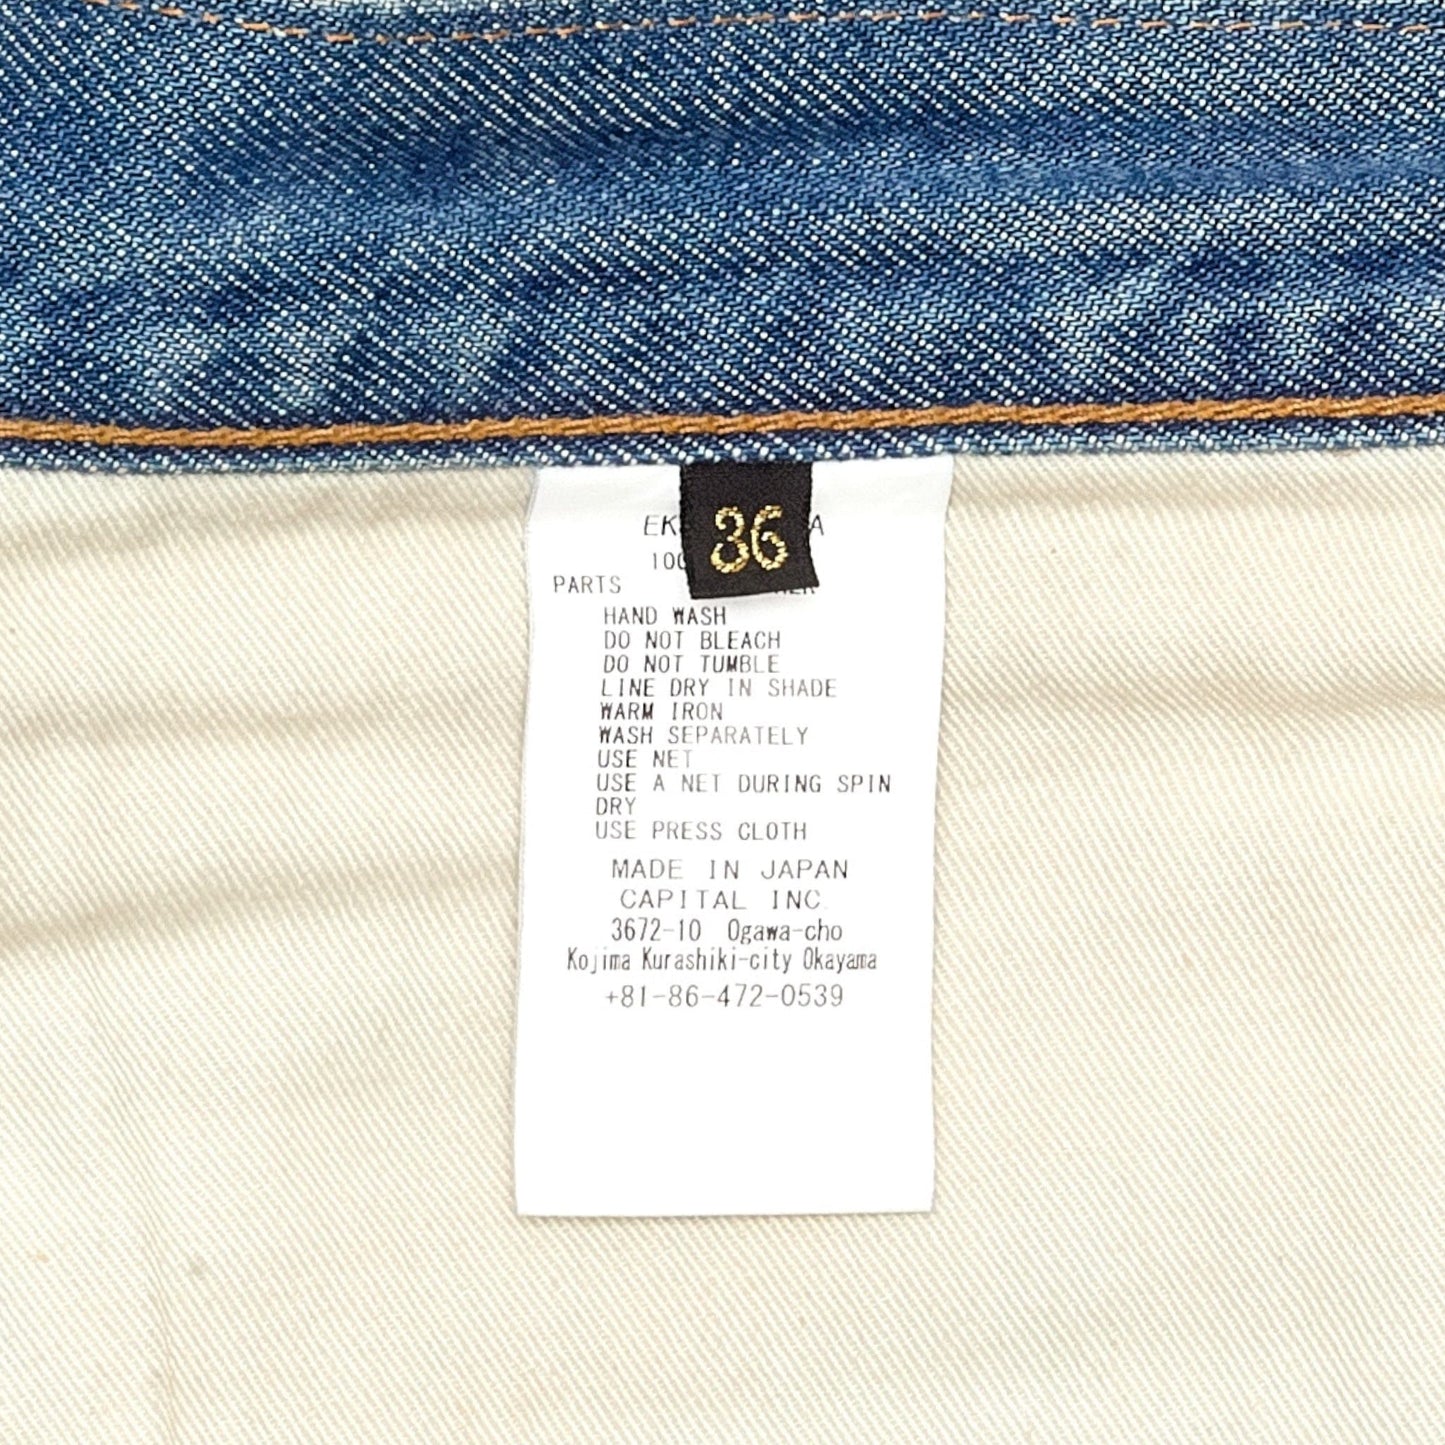 36
PARTS
HAND WASH
DO NOT BLEACH
DO NOT TUMBLE
LINE DRY IN SHADE
WARM IRON
WASH SEPARATELY
USE NET
USE A NET DURING SPIN
DRY
USE PRESS CLOTH
MADE IN JAPAN
CAPITAL INC.
3672-10 Ogawa-cho
Kojima Kurashiki-city Okayama
+81-86-472-0539